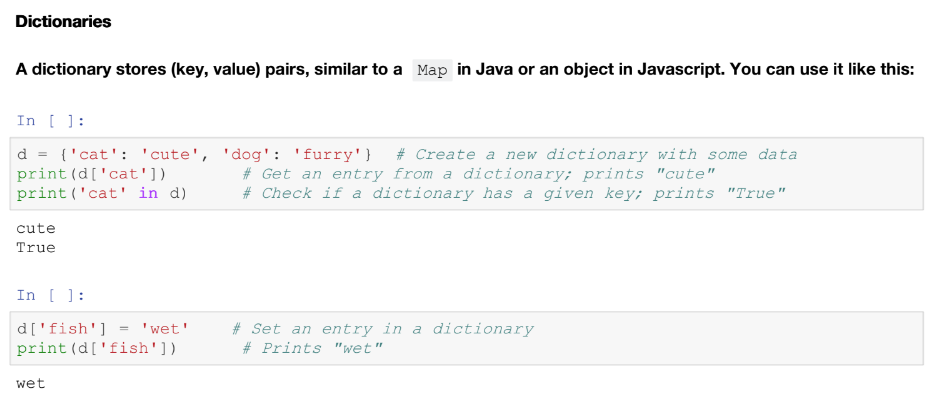 Dictionaries
A dictionary stores (key, value) pairs, similar to a Map in Java or an object in Javascript. You can use it like this:
In [ ]:
d = {'cat': 'cute', 'dog': 'furry'}  # Create a new dictionary with some data
print(d['cat'])       # Get an entry from a dictionary; prints "cute"
print('cat' in d)     # Check if a dictionary has a given key; prints "True"
cute
True
In [ ]:
d['fish'] = 'wet'    # Set an entry in a dictionary
print(d['fish'])      # Prints "wet"
wet